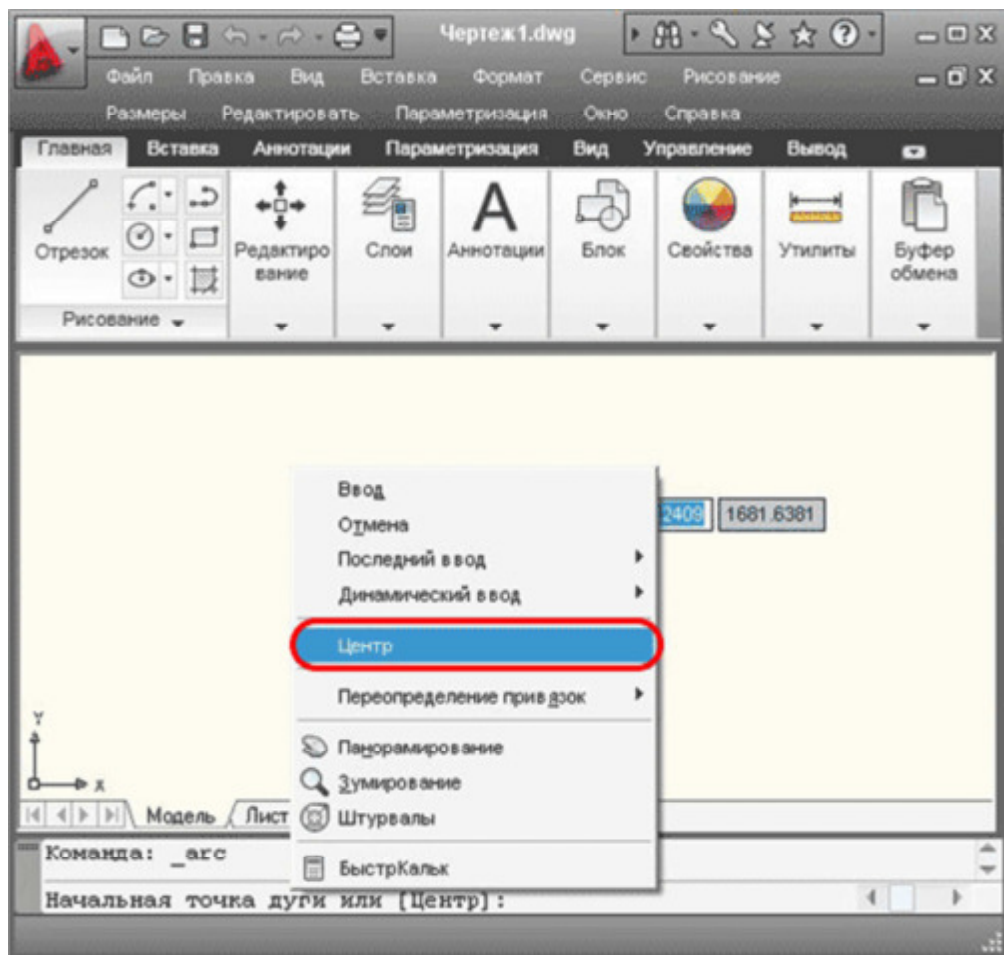 Чертеж1.dwg
Файл Правка Вид Вставка Формат Сервис Рисование
Размеры Редактировать Параметризация Окно Справка
Главная Вставка Аннотации Параметризация Вид Управление Вывод
Отрезок
Редактиро
вание
Слои
Аннотации
Блок
Свойства
Утилиты
Буфер
обмена
Рисование
Ввод
Отмена
Последний ввод
Динамический ввод
2409 1681.6381
Центр
Переопределение привязок
Панорамирование
Зумирование
Штурвалы
БыстрКальк
Y
X
Модель Лист
Команда: _arc
Начальная точка дуги или [Центр]: